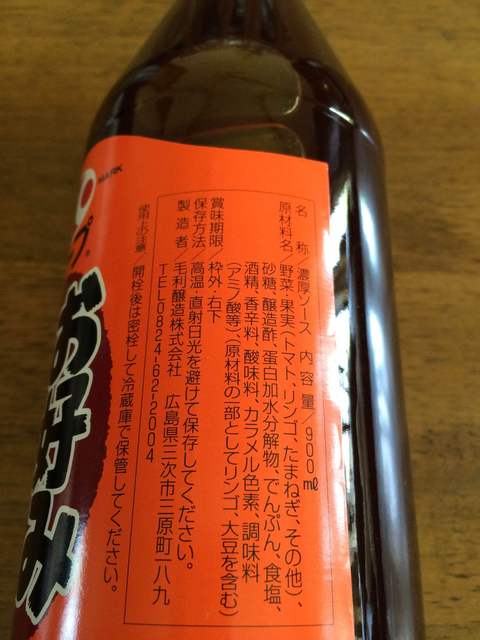 名称/濃厚ソース 内容量/900ml
原材料名/野菜・果実(トマト、リンゴ、たまねぎ、その他)、
砂糖、醸造酢、蛋白加水分解物、でんぷん、食塩、
酒精、香辛料、酸味料、カラメル色素、調味料
(アミノ酸等)、(原材料の一部としてリンゴ、大豆を含む)
賞味期限/枠外・右下
保存方法/高温・直射日光を避けて保存してください。
製造者/毛利醸造株式会社 広島県三次市三原町一八九
TEL0824-62-2004
使用上の注意 開栓後は密栓して冷蔵庫で保管してください。
MARK
プ
お好み